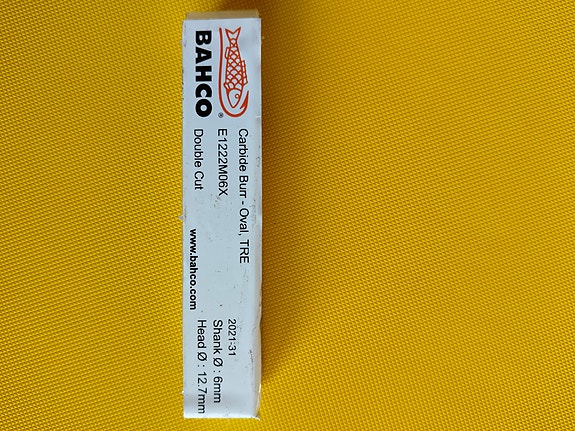 BAHCO®
Carbide Burr - Oval, TRE
E1222M06X
Double Cut
www.bahco.com
2021-31
Shank Ø : 6mm
Head Ø : 12.7mm